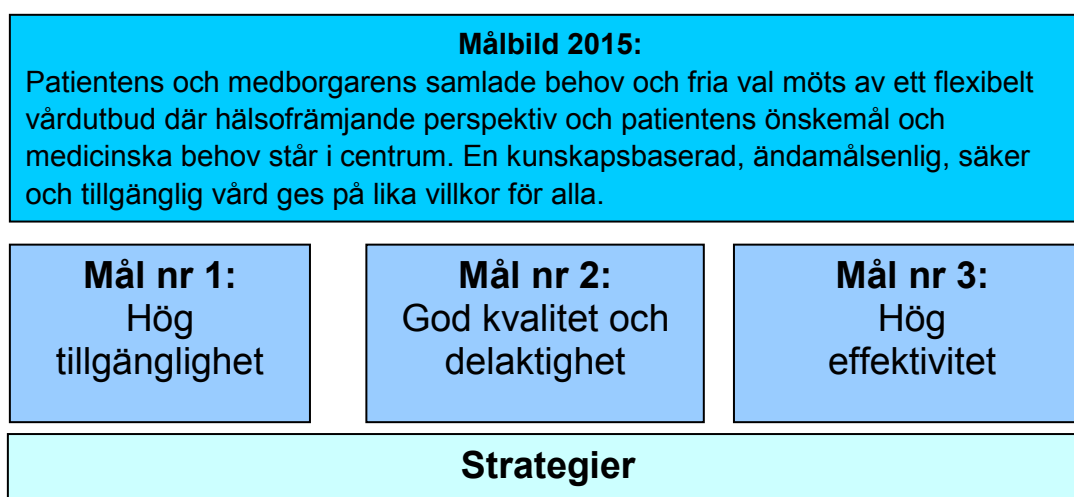 Målbild 2015:
Patientens och medborgarens samlade behov och fria val möts av ett flexibelt
vårdutbud där hälsofrämjande perspektiv och patientens önskemål och
medicinska behov står i centrum. En kunskapsbaserad, ändamålsenlig, säker
och tillgänglig vård ges på lika villkor för alla.
Mål nr 1:
Hög
tillgänglighet
Mål nr 2:
God kvalitet och
delaktighet
Mål nr 3:
Hög
effektivitet
Strategier